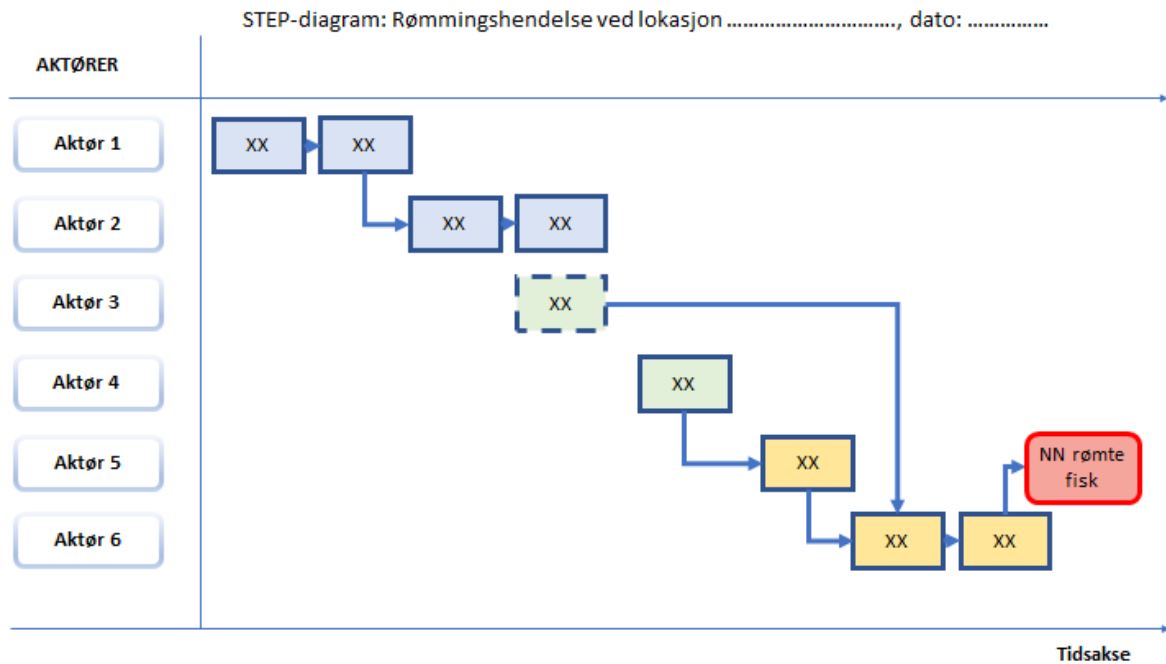 STEP-diagram: Rømmingshendelse ved lokasjon ..............................., dato: ...............
AKTØRER
Aktør 1
XX
XX
Aktør 2
XX
XX
Aktør 3
XX
Aktør 4
XX
Aktør 5
XX
NN rømte
fisk
Aktør 6
XX
XX
Tidsakse